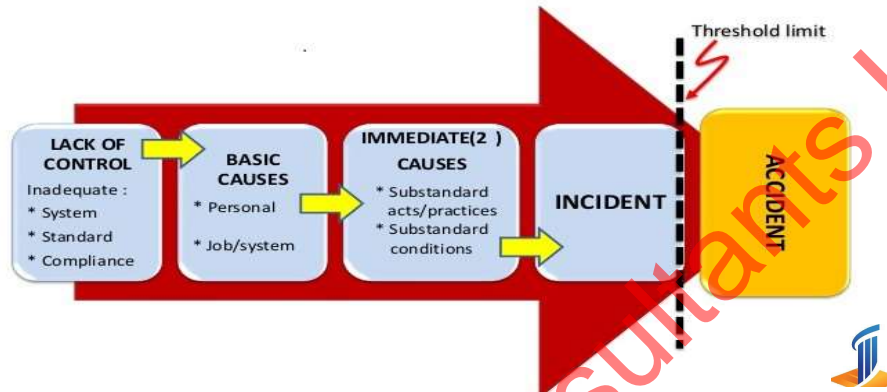 Threshold limit
LACK OF
CONTROL
Inadequate :
* System
* Standard
* Compliance
BASIC
CAUSES
* Personal
* Job/system
IMMEDIATE(2 )
CAUSES
* Substandard
acts/practices
* Substandard
conditions
INCIDENT
ACCIDENT
sultants